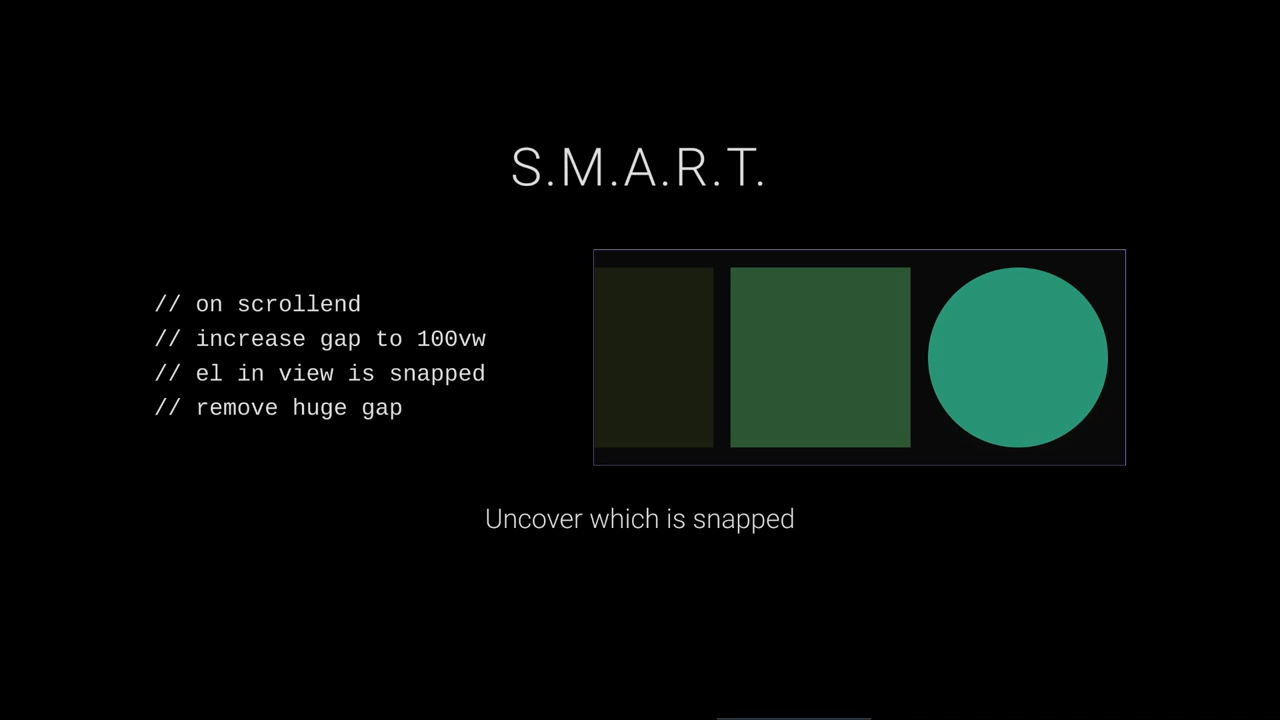 S.M.A.R.T.
// on scrollend
// increase gap to 100vw
// el in view is snapped
// remove huge gap
Uncover which is snapped